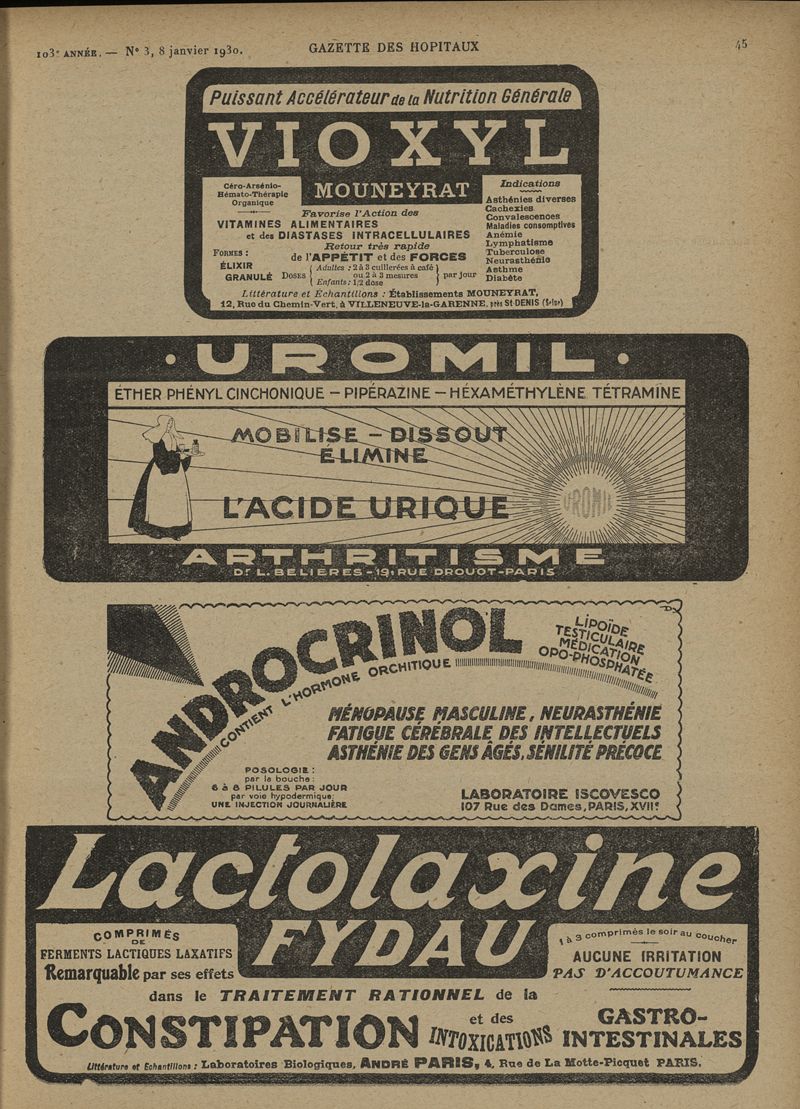 103e ANNÉE. — N° 3, 8 janvier 1930.
GAZETTE DES HOPITAUX
45
Puissant Accélérateur de la Nutrition Générale
VIOXYL
MOUNEYRAT
Céro-Arsénio-
Hémato-Thérapie
Organique
Favorise l'Action des
VITAMINES ALIMENTAIRES
et des DIASTASES INTRACELLULAIRES
Retour très rapide
de l'APPÉTIT et des FORCES
FORMES :
ÉLIXIR
GRANULÉ
DOSES
Adultes : 2 à 3 cuillerées à café
ou 2 à 3 mesures
Enfants : 1/2 dose
par jour
Indications
Asthénies diverses
Cachexies
Convalescences
Maladies consomptives
Anémie
Lymphatisme
Tuberculose
Neurasthénie
Asthme
Diabète
Littérature et Échantillons : Établissements MOUNEYRAT,
12, Rue du Chemin-Vert, à VILLENEUVE-la-GARENNE, près St-DENIS (Seine)
· UROMIL ·
ÉTHER PHÉNYL CINCHONIQUE — PIPÉRAZINE — HÉXAMÉTHYLÈNE TÉTRAMINE
MOBILISE — DISSOUT
ÉLIMINE
L'ACIDE URIQUE
UROMIL
ARTHRITISME
Dr L. BELIERES - 19, RUE DROUOT - PARIS
ANDROCRINOL
CONTIENT L'HORMONE ORCHITIQUE
LIPOÏDE
TESTICULAIRE
MÉDICATION
OPO-PHOSPHATÉE
MÉNOPAUSE MASCULINE, NEURASTHÉNIE
FATIGUE CÉRÉBRALE DES INTELLECTUELS
ASTHÉNIE DES GENS ÂGÉS, SÉNILITÉ PRÉCOCE
POSOLOGIE :
par la bouche :
6 à 8 PILULES PAR JOUR
par voie hypodermique :
UNE INJECTION JOURNALIÈRE
LABORATOIRE ISCOVESCO
107 Rue des Dames, PARIS, XVIIe
Lactolaxine
FYDAU
COMPRIMÉS
DE
FERMENTS LACTIQUES LAXATIFS
Remarquable par ses effets
1 à 3 comprimés le soir au coucher
AUCUNE IRRITATION
PAS D'ACCOUTUMANCE
dans le TRAITEMENT RATIONNEL de la
CONSTIPATION
et des
INTOXICATIONS
GASTRO-
INTESTINALES
Littérature et Echantillons : Laboratoires Biologiques, ANDRÉ PARIS, 4, Rue de La Motte-Picquet PARIS.